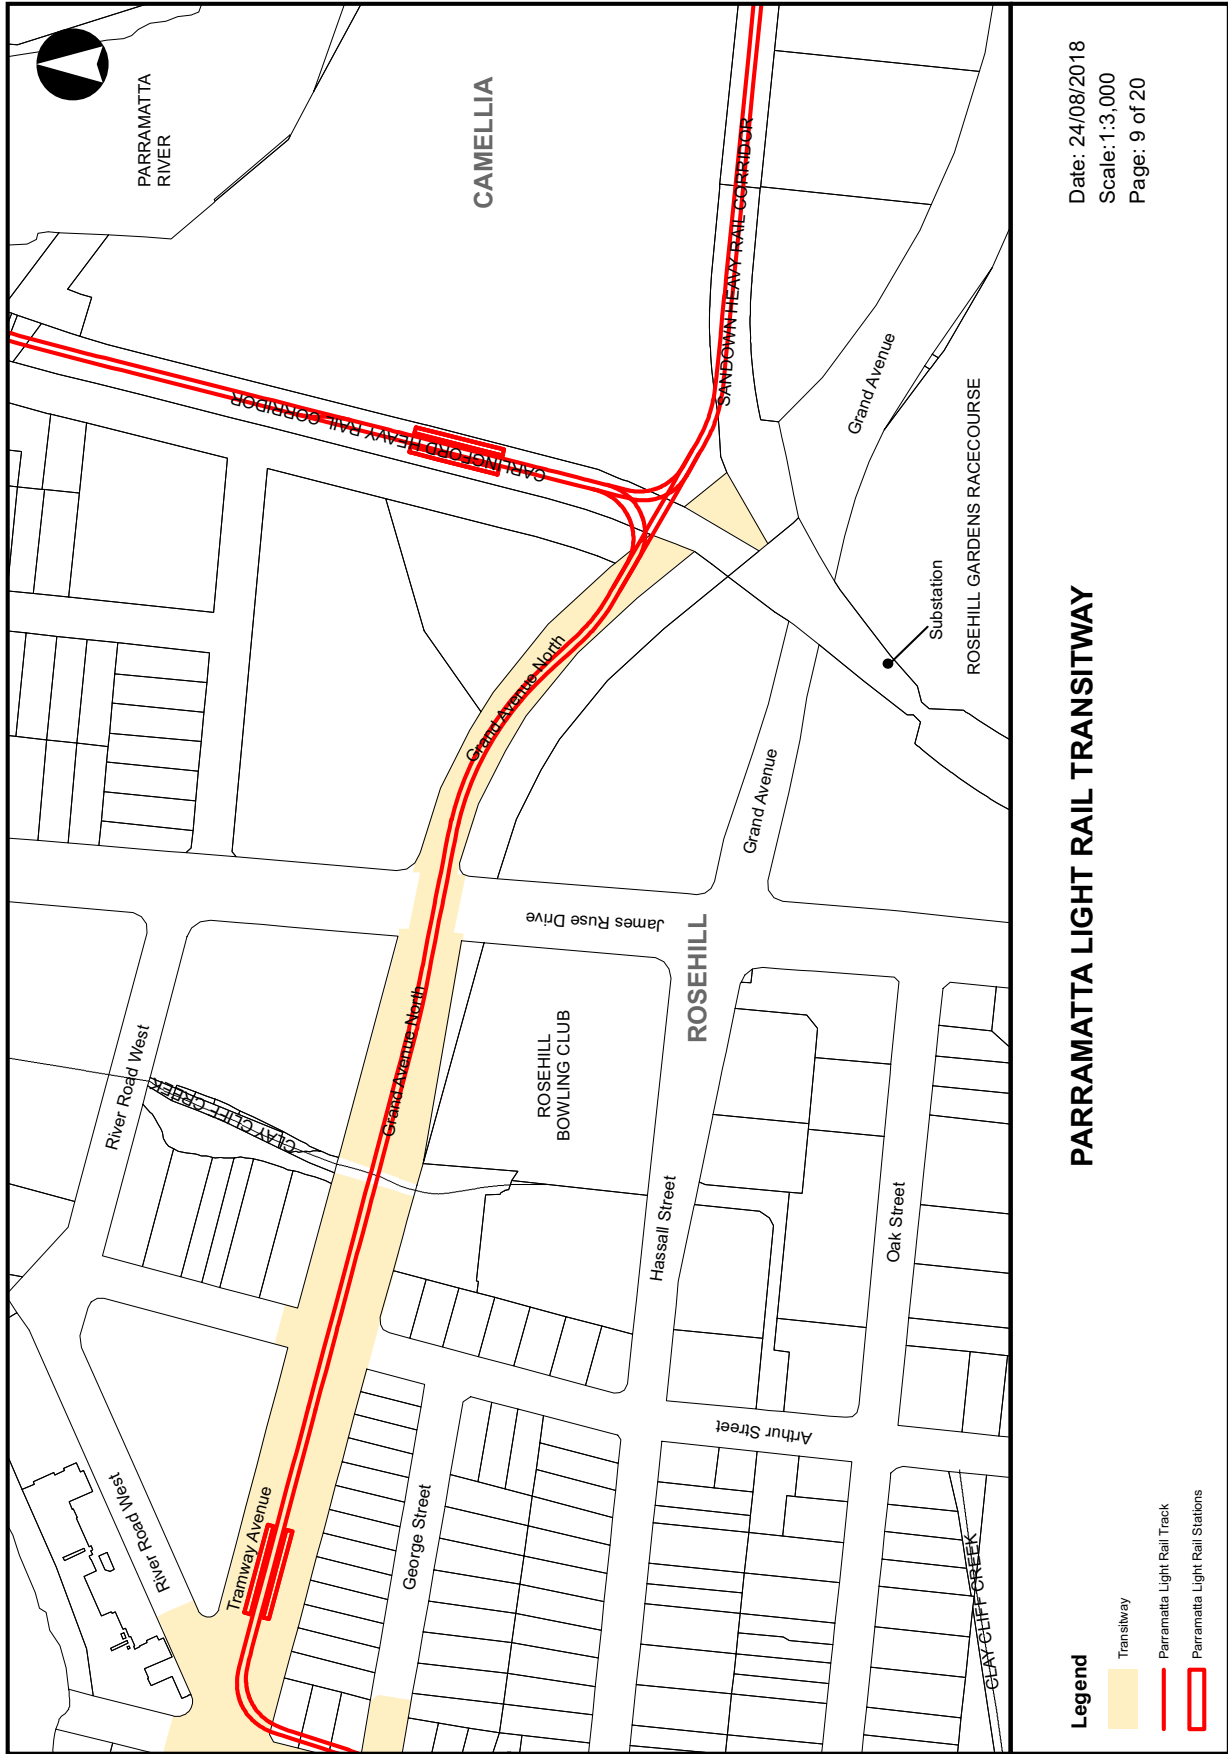 PARRAMATTA
RIVER
CAMELLIA
CARLINGFORD HEAVY RAIL CORRIDOR
SANDOWN HEAVY RAIL CORRIDOR
Grand Avenue
ROSEHILL GARDENS RACECOURSE
Substation
Grand Avenue North
Grand Avenue
James Ruse Drive
ROSEHILL
River Road West
CLAY CLIFF CREEK
Grand Avenue North
ROSEHILL
BOWLING CLUB
Hassall Street
Oak Street
Arthur Street
River Road West
Tramway Avenue
George Street
CLAY CLIFF CREEK
Legend
Transitway
Parramatta Light Rail Track
Parramatta Light Rail Stations
PARRAMATTA LIGHT RAIL TRANSITWAY
Date: 24/08/2018
Scale:1:3,000
Page: 9 of 20